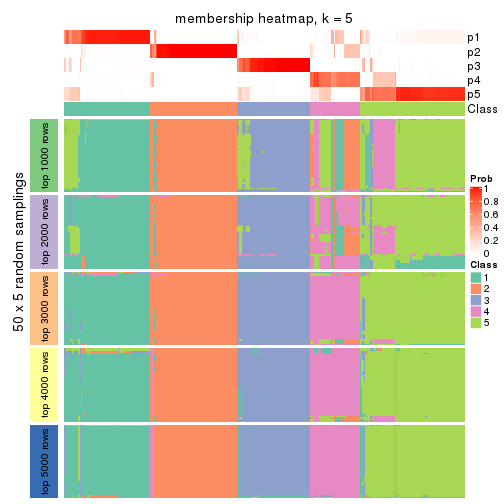 membership heatmap, k = 5
p1
p2
p3
p4
p5
Class
50 x 5 random samplings
top 1000 rows
top 2000 rows
top 3000 rows
top 4000 rows
top 5000 rows
Prob
1
0.8
0.6
0.4
0.2
0
Class
1
2
3
4
5